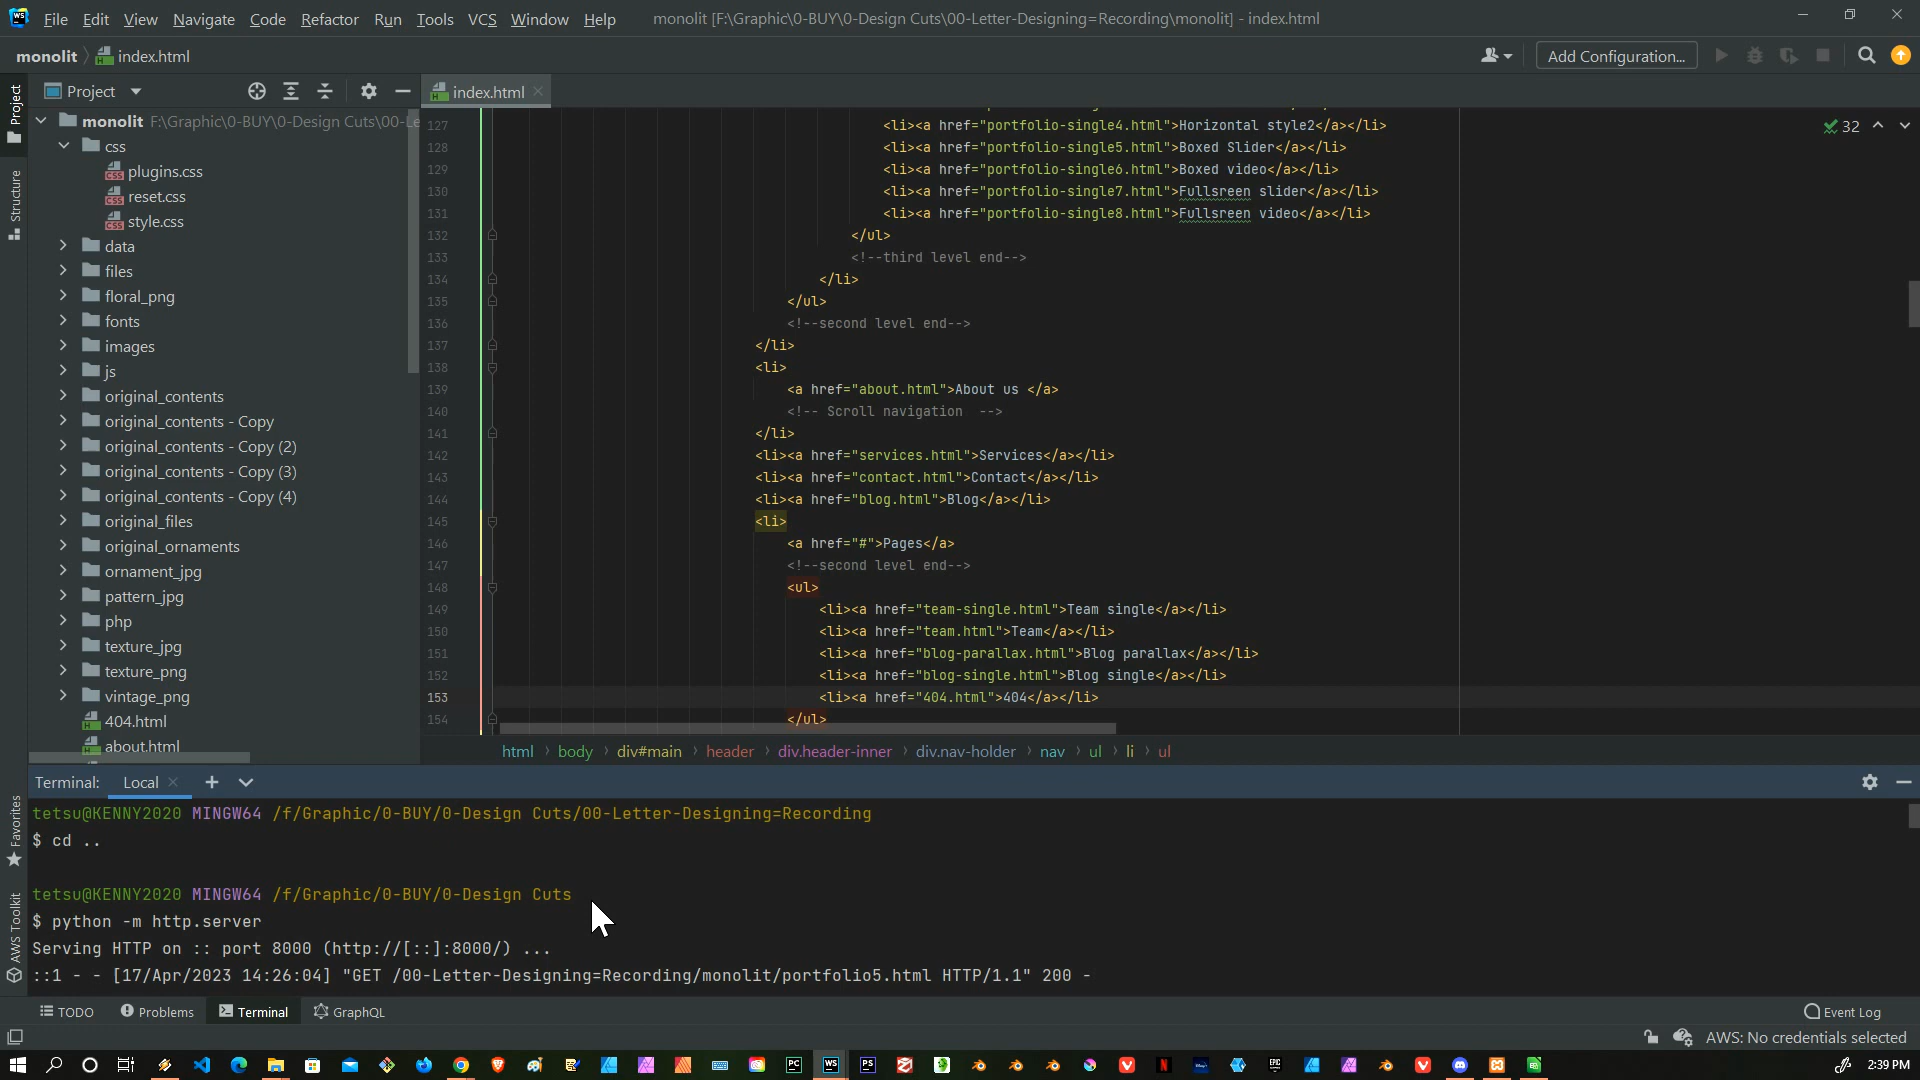 File Edit View Navigate Code Refactor Run Tools VCS Window Help monolit [F:\Graphic\0-BUY\0-Design Cuts\00-Letter-Designing=Recording\monolit] - index.html
monolit index.html Add Configuration...
Project index.html
monolit F:\Graphic\0-BUY\0-Design Cuts\00-Le
css
plugins.css
reset.css
style.css
data
files
floral_png
fonts
images
js
original_contents
original_contents - Copy
original_contents - Copy (2)
original_contents - Copy (3)
original_contents - Copy (4)
original_files
original_ornaments
ornament_jpg
pattern_jpg
php
texture_jpg
texture_png
vintage_png
404.html
about.html
Project
Structure
Favorites
AWS Toolkit
32
127 <li><a href="portfolio-single4.html">Horizontal style2</a></li>
128 <li><a href="portfolio-single5.html">Boxed Slider</a></li>
129 <li><a href="portfolio-single6.html">Boxed video</a></li>
130 <li><a href="portfolio-single7.html">Fullsreen slider</a></li>
131 <li><a href="portfolio-single8.html">Fullsreen video</a></li>
132 </ul>
133 <!--third level end-->
134 </li>
135 </ul>
136 <!--second level end-->
137 </li>
138 <li>
139 <a href="about.html">About us </a>
140 <!-- Scroll navigation  -->
141 </li>
142 <li><a href="services.html">Services</a></li>
143 <li><a href="contact.html">Contact</a></li>
144 <li><a href="blog.html">Blog</a></li>
145 <li>
146 <a href="#">Pages</a>
147 <!--second level end-->
148 <ul>
149 <li><a href="team-single.html">Team single</a></li>
150 <li><a href="team.html">Team</a></li>
151 <li><a href="blog-parallax.html">Blog parallax</a></li>
152 <li><a href="blog-single.html">Blog single</a></li>
153 <li><a href="404.html">404</a></li>
154 </ul>
html body div#main header div.header-inner div.nav-holder nav ul li ul
Terminal: Local
tetsu@KENNY2020 MINGW64 /f/Graphic/0-BUY/0-Design Cuts/00-Letter-Designing=Recording
$ cd ..
tetsu@KENNY2020 MINGW64 /f/Graphic/0-BUY/0-Design Cuts
$ python -m http.server
Serving HTTP on :: port 8000 (http://[::]:8000/) ...
::1 - - [17/Apr/2023 14:26:04] "GET /00-Letter-Designing=Recording/monolit/portfolio5.html HTTP/1.1" 200 -
TODO Problems Terminal GraphQL Event Log
AWS: No credentials selected
2:39 PM